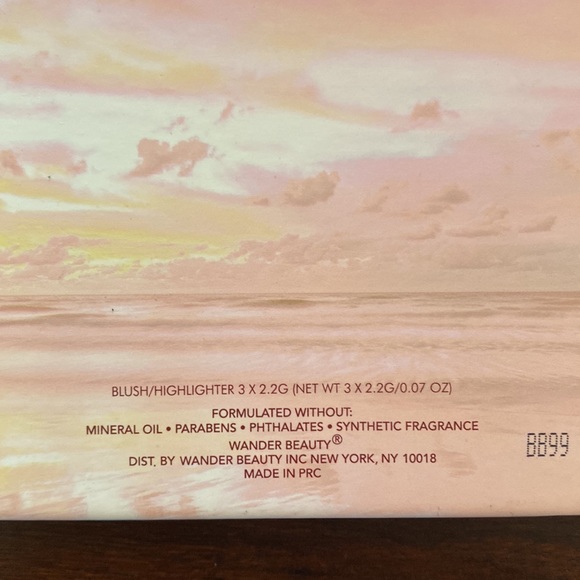 BLUSH/HIGHLIGHTER 3 X 2.2G (NET WT 3 X 2.2G/0.07 OZ)
FORMULATED WITHOUT:
MINERAL OIL • PARABENS • PHTHALATES • SYNTHETIC FRAGRANCE
WANDER BEAUTY®
DIST. BY WANDER BEAUTY INC NEW YORK, NY 10018
MADE IN PRC
BB99